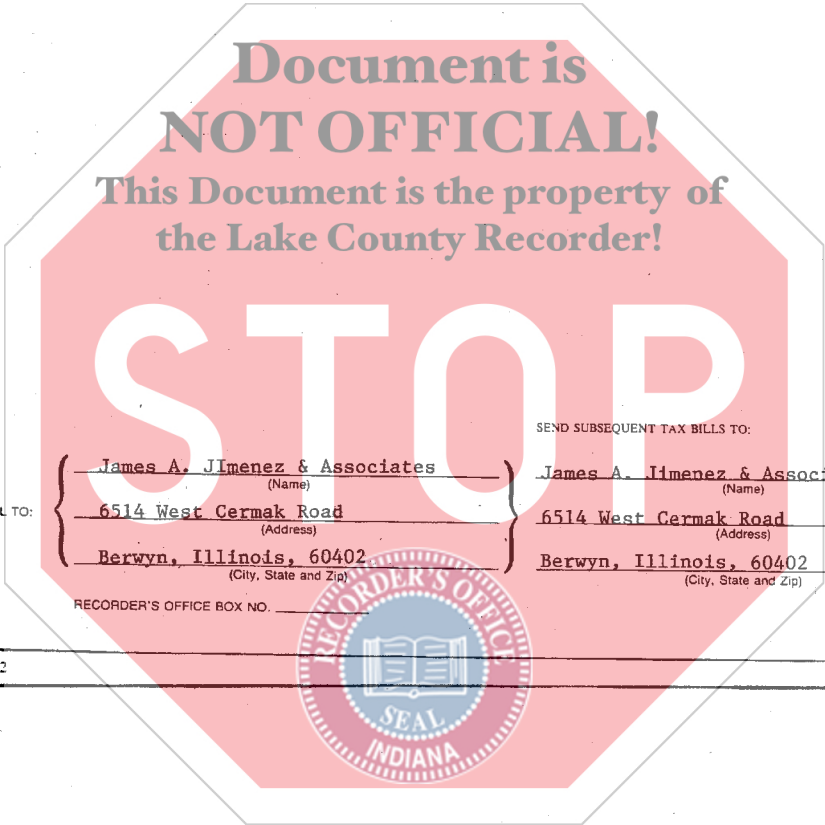 Document is
NOT OFFICIAL!
This Document is the property of
the Lake County Recorder!
STOP
SEND SUBSEQUENT TAX BILLS TO:
James A. JImenez & Associates
(Name)
TO:
6514 West Cermak Road
(Address)
Berwyn, Illinois, 60402
(City, State and Zip)
James A. Jimenez & Associ
(Name)
6514 West Cermak Road
(Address)
Berwyn, Illinois, 60402
(City, State and Zip)
RECORDER'S OFFICE BOX NO.
RECORDER'S OFFICE
SEAL
INDIANA
2